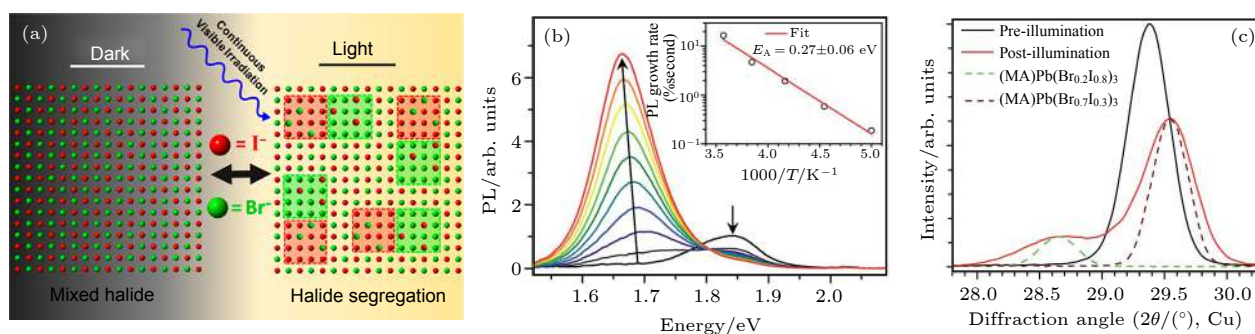 (a)
Dark
Continuous
Visible Irradiation
Light
= I⁻
= Br⁻
Mixed halide
Halide segregation
(b)
PL/arb. units
6
4
2
0
1.6
1.7
1.8
1.9
2.0
Energy/eV
PL growth rate
(%second)
10¹
10⁰
10⁻¹
Fit
E_A = 0.27±0.06 eV
3.5
4.0
4.5
5.0
1000/T/K⁻¹
(c)
Intensity/arb. units
Pre-illumination
Post-illumination
(MA)Pb(Br₀.₂I₀.₈)₃
(MA)Pb(Br₀.₇I₀.₃)₃
28.0
28.5
29.0
29.5
30.0
Diffraction angle (2θ/(°), Cu)